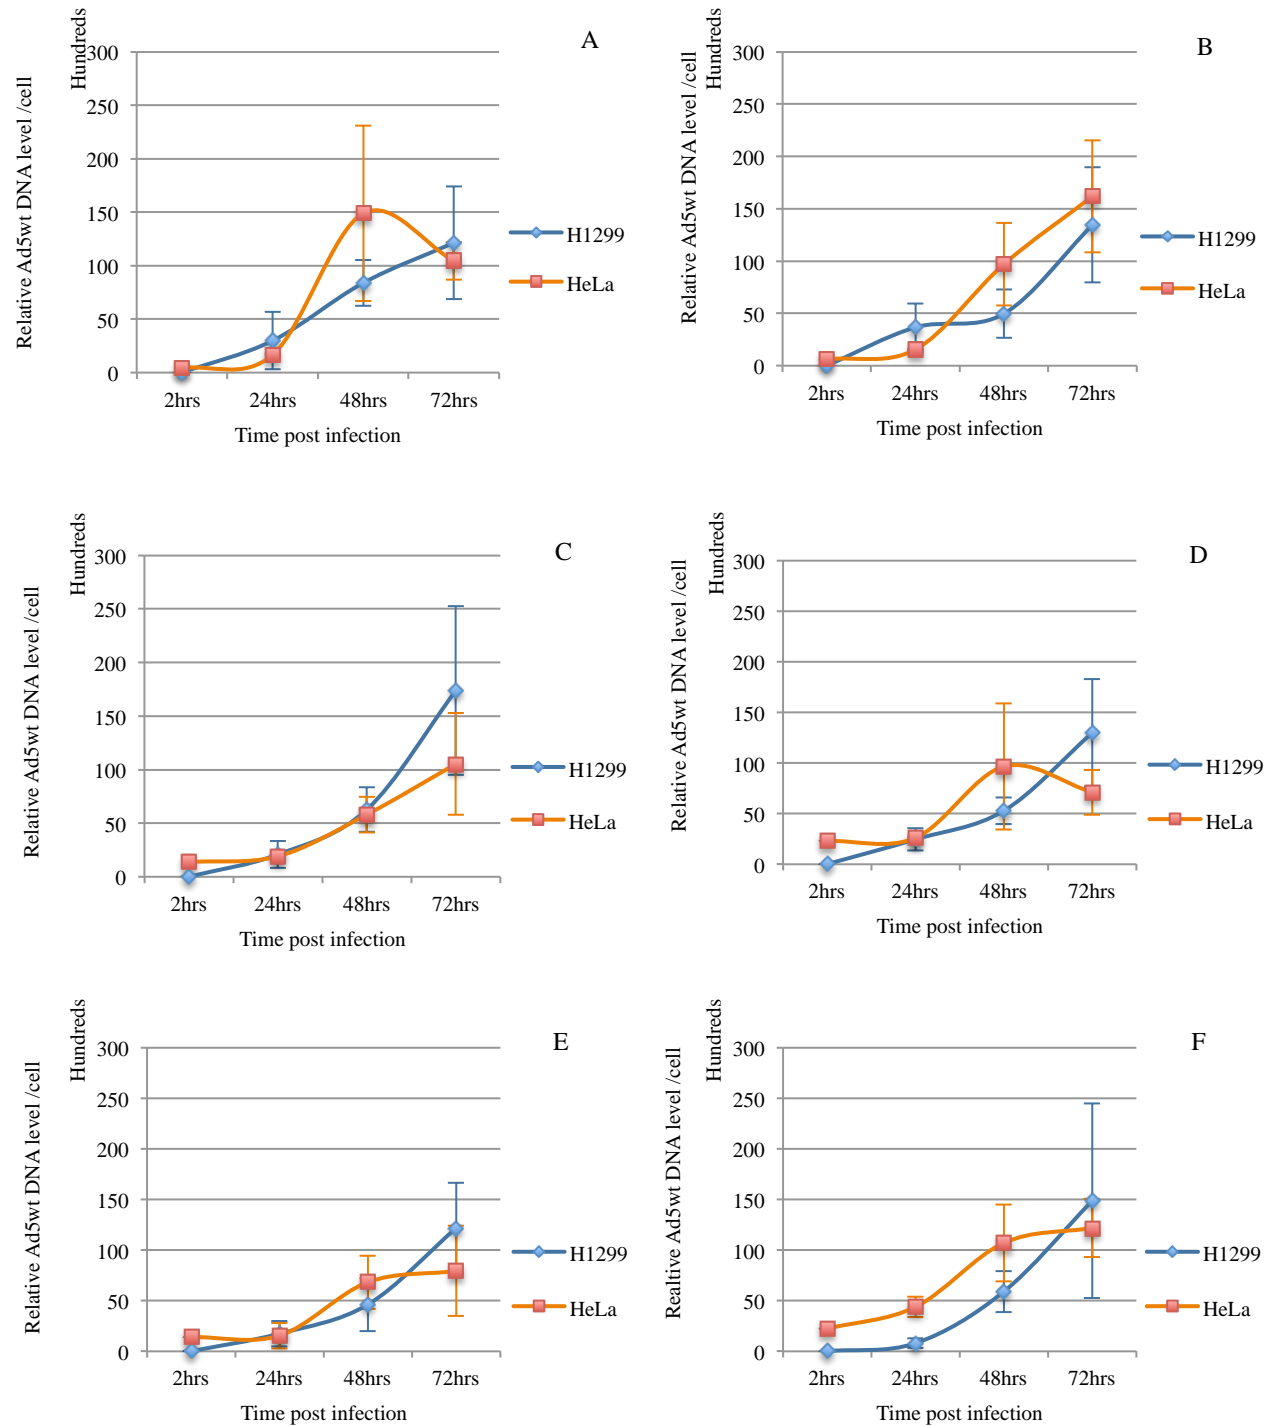 A
Hundreds
Relative Ad5wt DNA level /cell
300
250
200
150
100
50
0
2hrs 24hrs 48hrs 72hrs
Time post infection
H1299
HeLa
B
Hundreds
Relative Ad5wt DNA level /cell
300
250
200
150
100
50
0
2hrs 24hrs 48hrs 72hrs
Time post infection
H1299
HeLa
C
Hundreds
Relative Ad5wt DNA level /cell
300
250
200
150
100
50
0
2hrs 24hrs 48hrs 72hrs
Time post infection
H1299
HeLa
D
Hundreds
Relative Ad5wt DNA level /cell
300
250
200
150
100
50
0
2hrs 24hrs 48hrs 72hrs
Time post infection
H1299
HeLa
E
Hundreds
Relative Ad5wt DNA level /cell
300
250
200
150
100
50
0
2hrs 24hrs 48hrs 72hrs
Time post infection
H1299
HeLa
F
Hundreds
Realtive Ad5wt DNA level /cell
300
250
200
150
100
50
0
2hrs 24hrs 48hrs 72hrs
Time post infection
H1299
HeLa